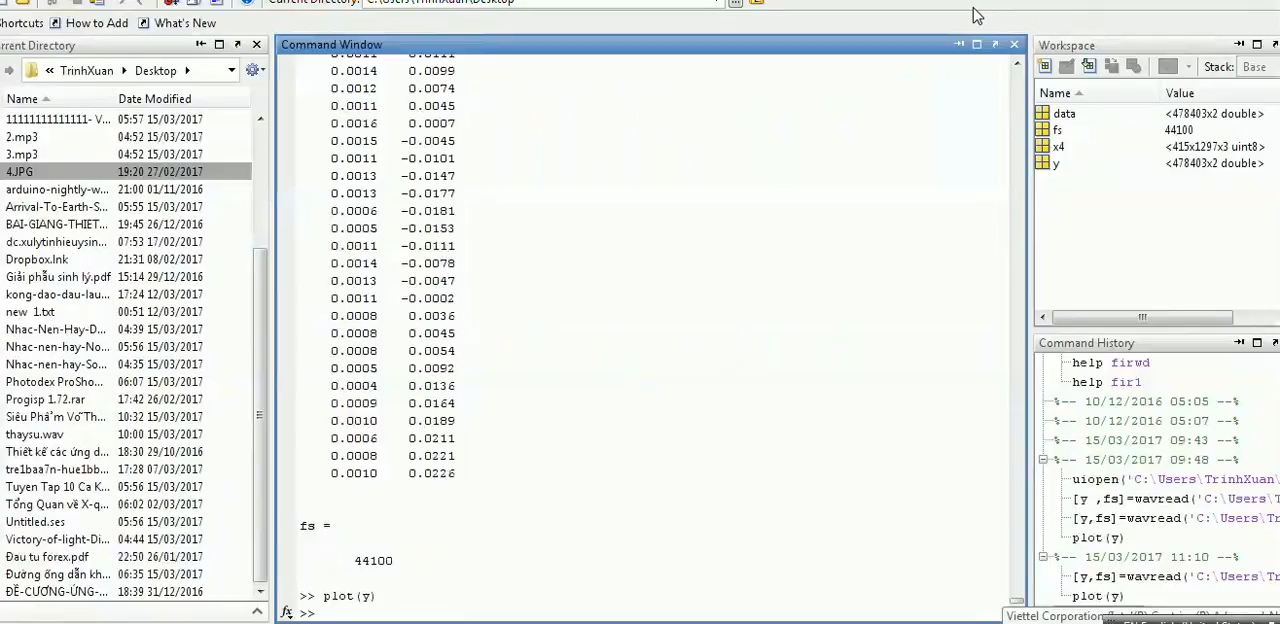 Shortcuts How to Add What's New
Current Directory
Command Window
Workspace
« TrinhXuan ▸ Desktop ▸
Stack: Base
Name Date Modified
Name Value
11111111111111- V... 05:57 15/03/2017
2.mp3 04:52 15/03/2017
3.mp3 04:52 15/03/2017
4.JPG 19:20 27/02/2017
arduino-nightly-w... 21:00 01/11/2016
Arrival-To-Earth-S... 05:55 15/03/2017
BAI-GIANG-THIET... 19:45 26/12/2016
dc.xulytinhieuysin... 07:53 17/02/2017
Dropbox.lnk 21:31 08/02/2017
Giải phẫu sinh lý.pdf 15:14 29/12/2016
kong-dao-dau-lau... 17:24 12/03/2017
new 1.txt 00:51 12/03/2017
Nhac-Nen-Hay-D... 04:39 15/03/2017
Nhac-nen-hay-No... 05:56 15/03/2017
Nhac-nen-hay-So... 04:35 15/03/2017
Photodex ProSho... 06:07 15/03/2017
Progisp 1.72.rar 17:42 26/02/2017
Siêu Phẩm Võ Th... 10:32 15/03/2017
thaysu.wav 10:00 15/03/2017
Thiết kế các ứng d... 18:30 29/10/2016
tre1baa7n-hue1bb... 17:28 07/03/2017
Tuyen Tap 10 Ca K... 05:56 15/03/2017
Tổng Quan về X-q... 06:02 02/03/2017
Untitled.ses 05:56 15/03/2017
Victory-of-light-Di... 04:44 15/03/2017
Đau tu forex.pdf 22:50 26/01/2017
Đường ống dẫn kh... 06:35 15/03/2017
ĐỀ-CƯƠNG-ỨNG-... 18:39 31/12/2016
0.0014 0.0099
0.0012 0.0074
0.0011 0.0045
0.0016 0.0007
0.0015 -0.0045
0.0011 -0.0101
0.0013 -0.0147
0.0013 -0.0177
0.0006 -0.0181
0.0005 -0.0153
0.0011 -0.0111
0.0014 -0.0078
0.0013 -0.0047
0.0011 -0.0002
0.0008 0.0036
0.0008 0.0045
0.0008 0.0054
0.0005 0.0092
0.0004 0.0136
0.0009 0.0164
0.0010 0.0189
0.0006 0.0211
0.0008 0.0221
0.0010 0.0226
fs =
44100
>> plot(y)
fx >>
data <478403x2 double>
fs 44100
x4 <415x1297x3 uint8>
y <478403x2 double>
Command History
help firwd
help fir1
%-- 10/12/2016 05:05 --%
%-- 10/12/2016 05:07 --%
%-- 15/03/2017 09:43 --%
%-- 15/03/2017 09:48 --%
uiopen('C:\Users\TrinhXuan\
[y ,fs]=wavread('C:\Users\T
[y,fs]=wavread('C:\Users\Tr
plot(y)
%-- 15/03/2017 11:10 --%
[y,fs]=wavread('C:\Users\Tr
plot(y)
Viettel Corporation